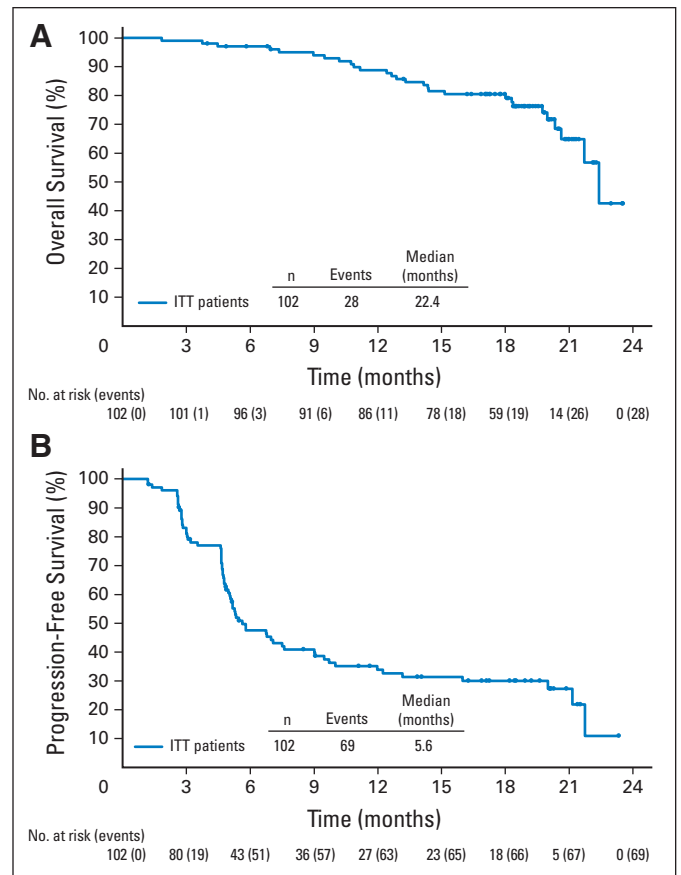 A
Overall Survival (%)
100
90
80
70
60
50
40
30
20
10
n Events Median (months)
ITT patients 102 28 22.4
0 3 6 9 12 15 18 21 24
Time (months)
No. at risk (events)
102 (0) 101 (1) 96 (3) 91 (6) 86 (11) 78 (18) 59 (19) 14 (26) 0 (28)
B
Progression-Free Survival (%)
100
90
80
70
60
50
40
30
20
10
n Events Median (months)
ITT patients 102 69 5.6
0 3 6 9 12 15 18 21 24
Time (months)
No. at risk (events)
102 (0) 80 (19) 43 (51) 36 (57) 27 (63) 23 (65) 18 (66) 5 (67) 0 (69)